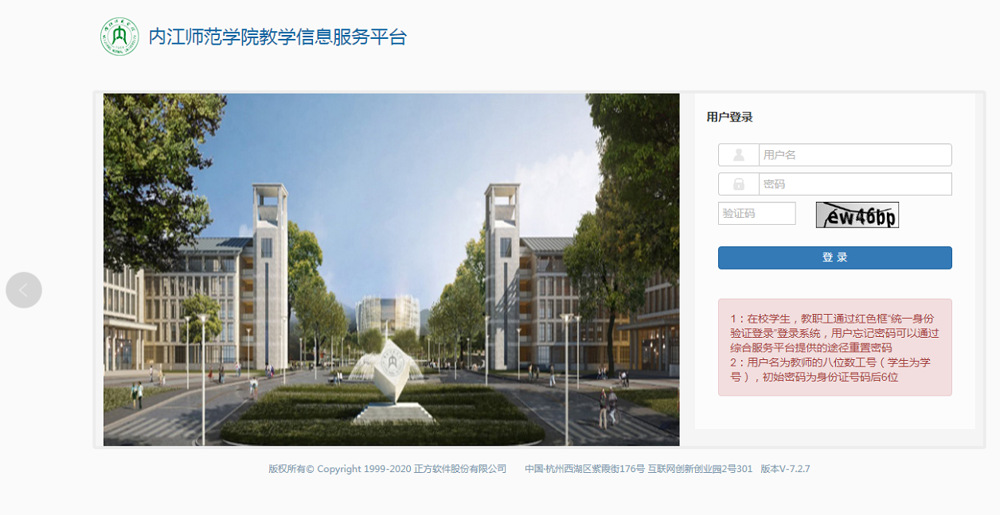 内江师范学院教学信息服务平台
用户登录
用户名
密码
验证码
ew46bp
登 录
1：在校学生，教职工通过红色框“统一身份
验证登录”登录系统，用户忘记密码可以通过
综合服务平台提供的途径重置密码
2：用户名为教师的八位数工号（学生为学
号），初始密码为身份证号码后6位
版权所有© Copyright 1999-2020 正方软件股份有限公司 中国·杭州西湖区紫霞街176号 互联网创新创业园2号301 版本V-7.2.7